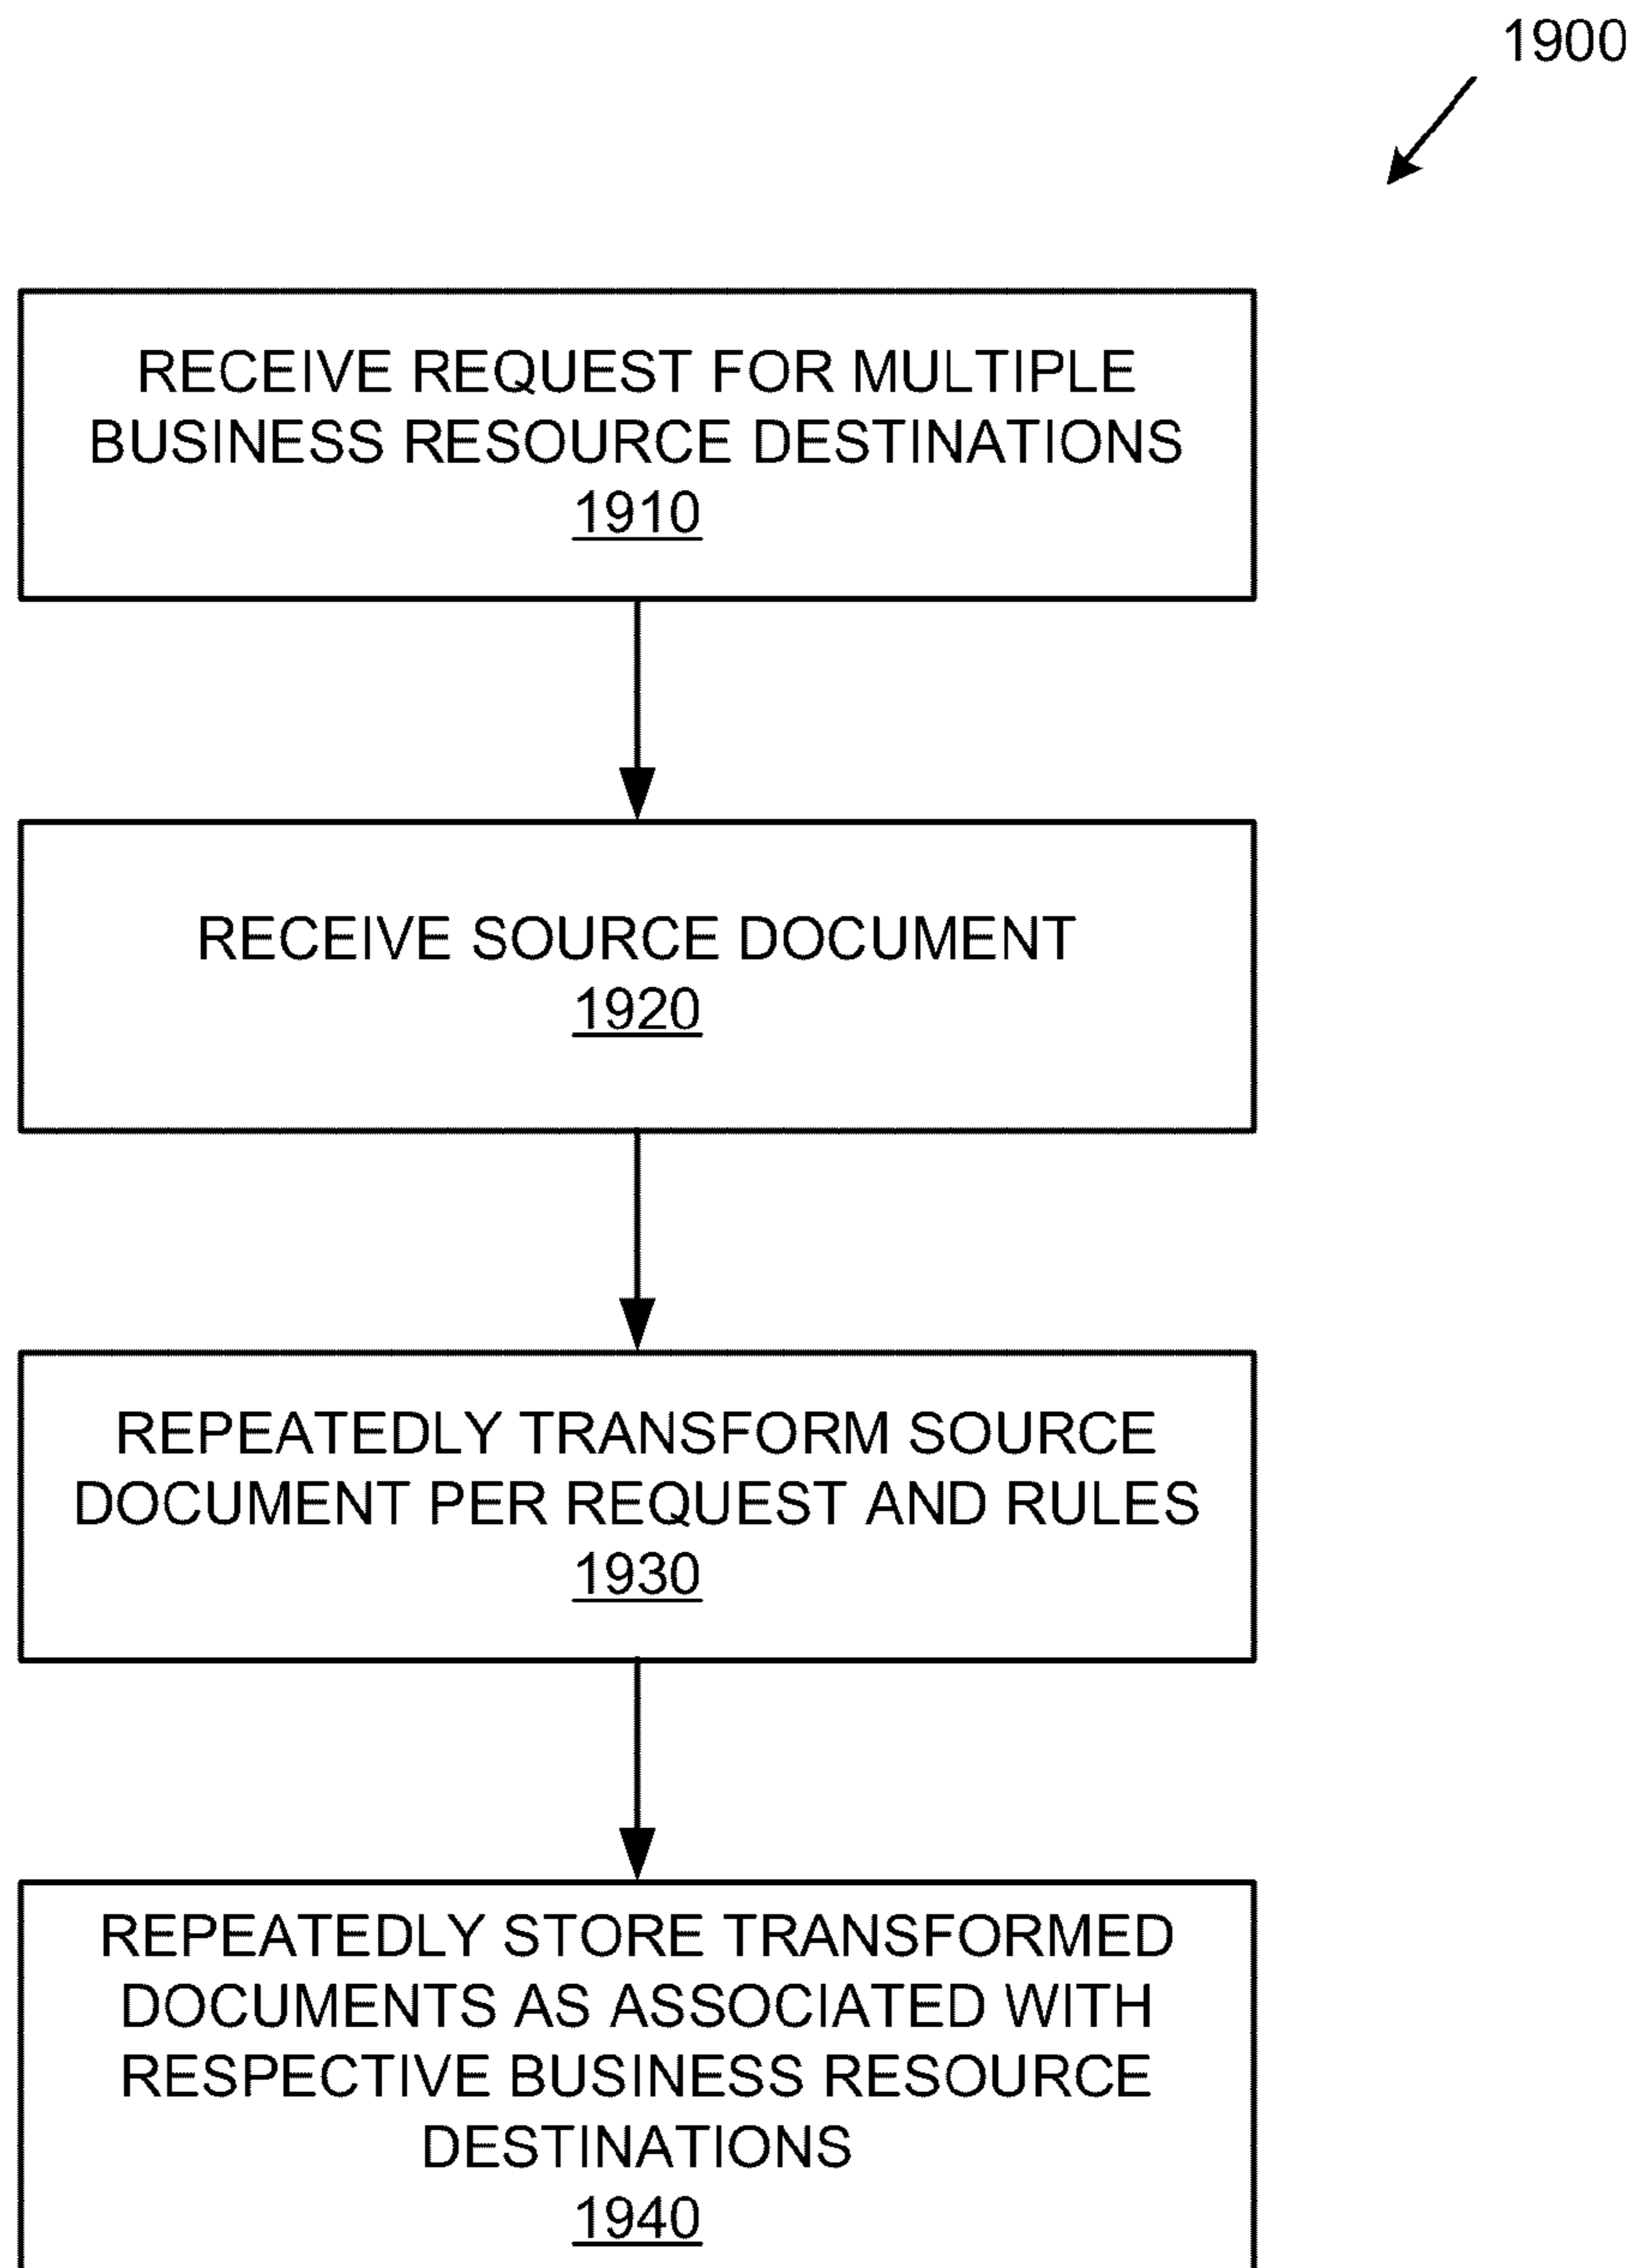 1900
RECEIVE REQUEST FOR MULTIPLE
BUSINESS RESOURCE DESTINATIONS
1910
RECEIVE SOURCE DOCUMENT
1920
REPEATEDLY TRANSFORM SOURCE
DOCUMENT PER REQUEST AND RULES
1930
REPEATEDLY STORE TRANSFORMED
DOCUMENTS AS ASSOCIATED WITH
RESPECTIVE BUSINESS RESOURCE
DESTINATIONS
1940